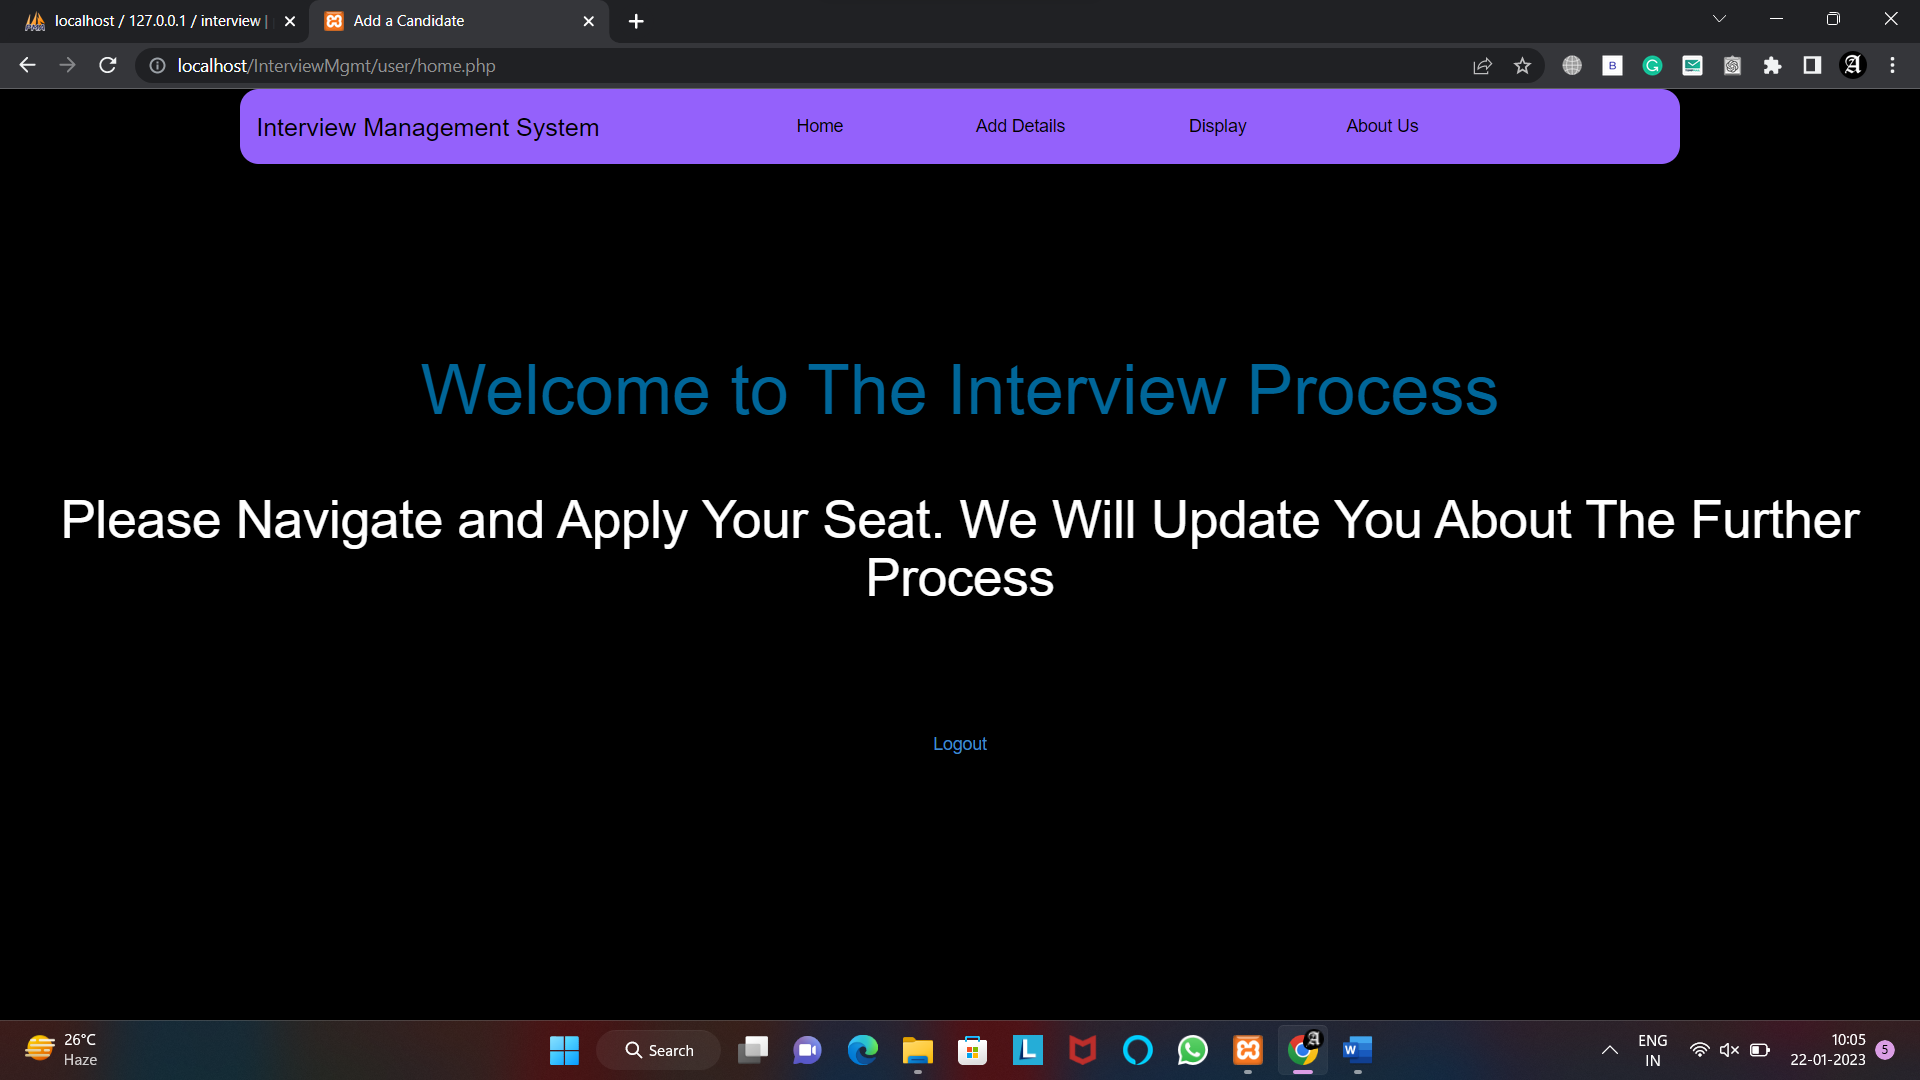 localhost / 127.0.0.1 / interview |
Add a Candidate
localhost/InterviewMgmt/user/home.php
B
Interview Management System
Home
Add Details
Display
About Us
Welcome to The Interview Process
Please Navigate and Apply Your Seat. We Will Update You About The Further
Process
Logout
26°C
Haze
Search
L
W
ENG
IN
10:05
22-01-2023
5